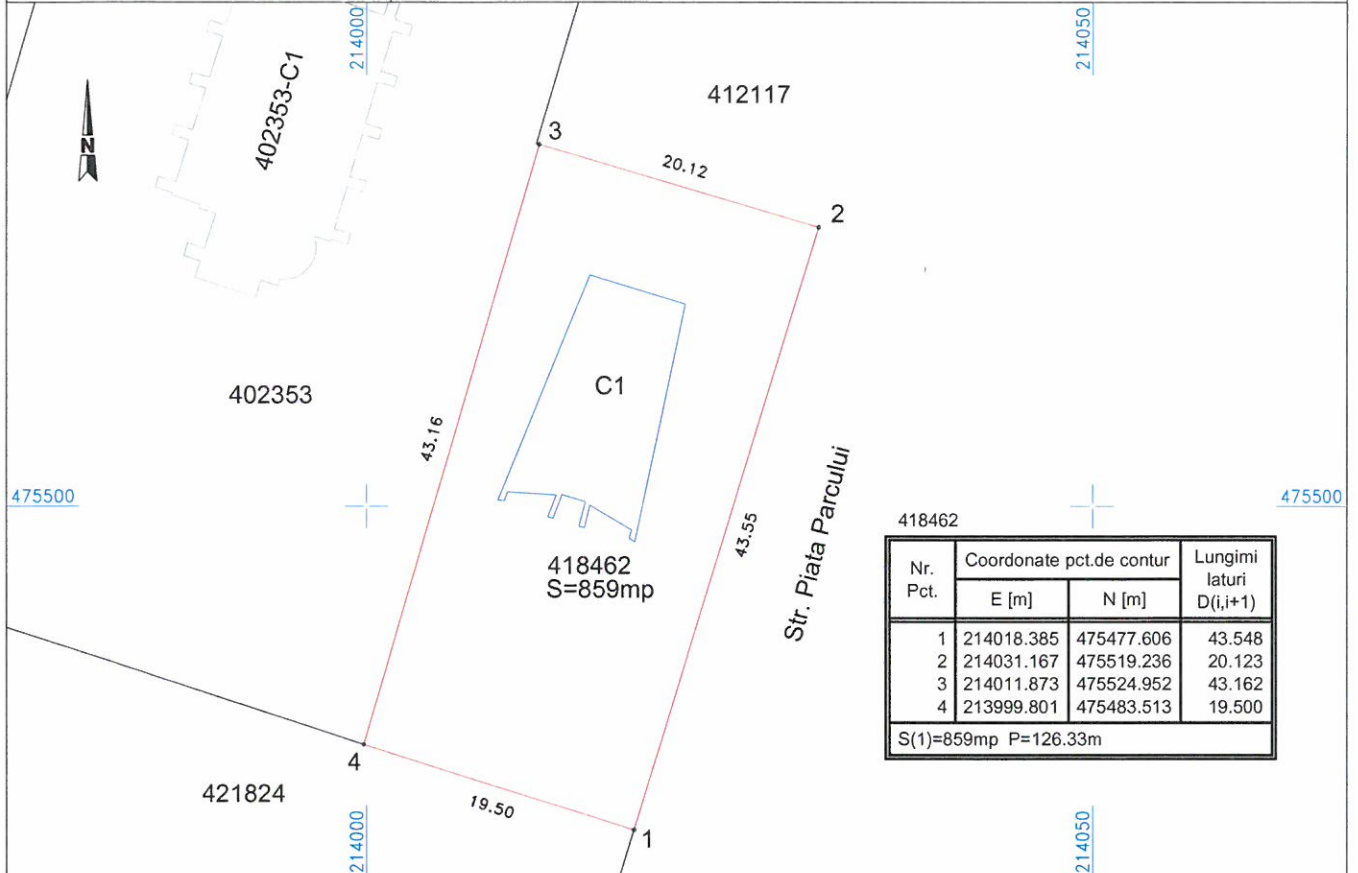 214000
214050
412117
402353-C1
N
3
20.12
2
C1
402353
43.16
475500
475500
43.55
Str. Piata Parcului
418462
S=859mp
418462
Nr. Pct. Coordonate pct.de contur Lungimi laturi D(i,i+1)
E [m] N [m]
1 214018.385 475477.606 43.548
2 214031.167 475519.236 20.123
3 214011.873 475524.952 43.162
4 213999.801 475483.513 19.500
S(1)=859mp P=126.33m
4
421824
19.50
1
214000
214050